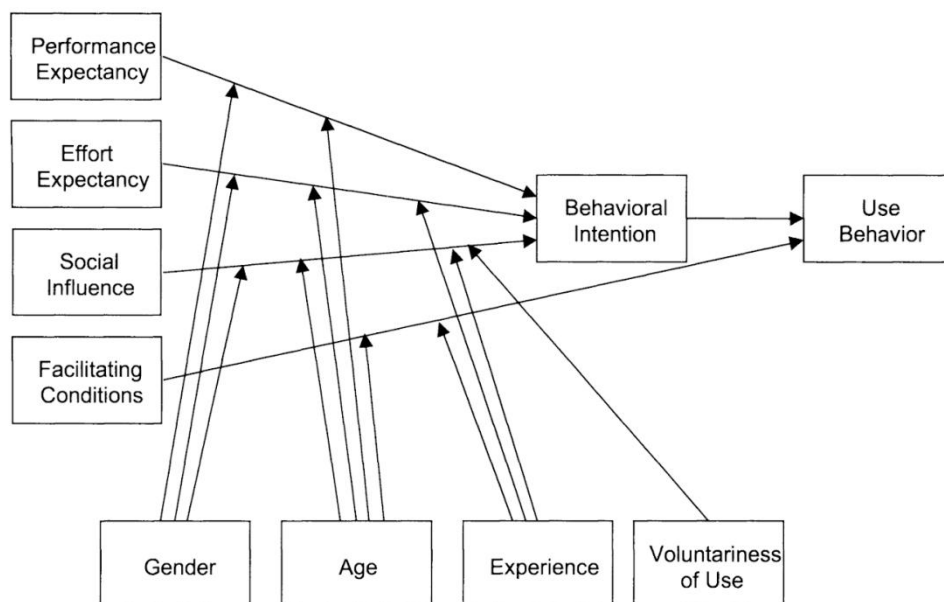 Performance
Expectancy
Effort
Expectancy
Social
Influence
Facilitating
Conditions
Behavioral
Intention
Use
Behavior
Gender
Age
Experience
Voluntariness
of Use